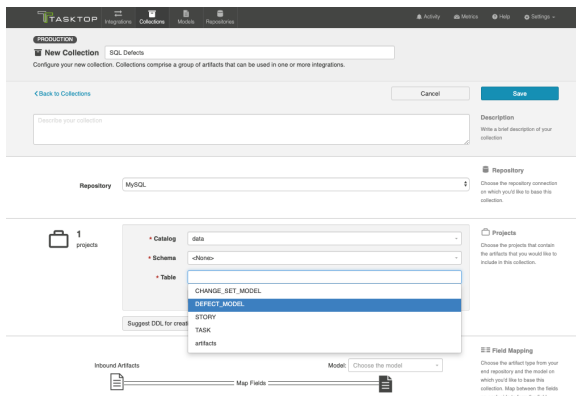 TASKTOP
Integrations
Collections
Models
Repositories
Activity
Metrics
Help
Settings
PRODUCTION
New Collection
SQL Defects
Configure your new collection. Collections comprise a group of artifacts that can be used in one or more integrations.
Back to Collections
Cancel
Save
Describe your collection
Description
Write a brief description of your
collection
Repository
MySQL
Repository
Choose the repository connection
on which you'd like to base this
collection.
1
projects
* Catalog
data
* Schema
<None>
* Table
CHANGE_SET_MODEL
DEFECT_MODEL
STORY
TASK
artifacts
Suggest DDL for creati
Projects
Choose the projects that contain
the artifacts that you would like to
include in this collection.
Inbound Artifacts
Model:
Choose the model
Map Fields
Field Mapping
Choose the artifact type from your
end repository and the model on
which you'd like to base this
collection. Map between the fields